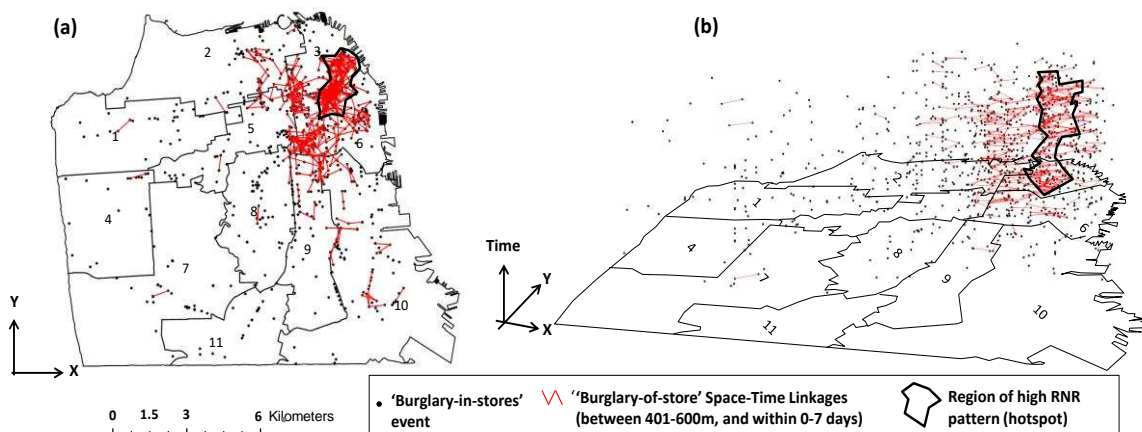 (a)
2
3
1
5
6
4
8
7
9
10
11
Y
X
0 1.5 3 6 Kilometers
(b)
2
1
6
4
8
7
9
10
11
Time
Y
X
• 'Burglary-in-stores' event
‘'Burglary-of-store' Space-Time Linkages
(between 401-600m, and within 0-7 days)
Region of high RNR
pattern (hotspot)